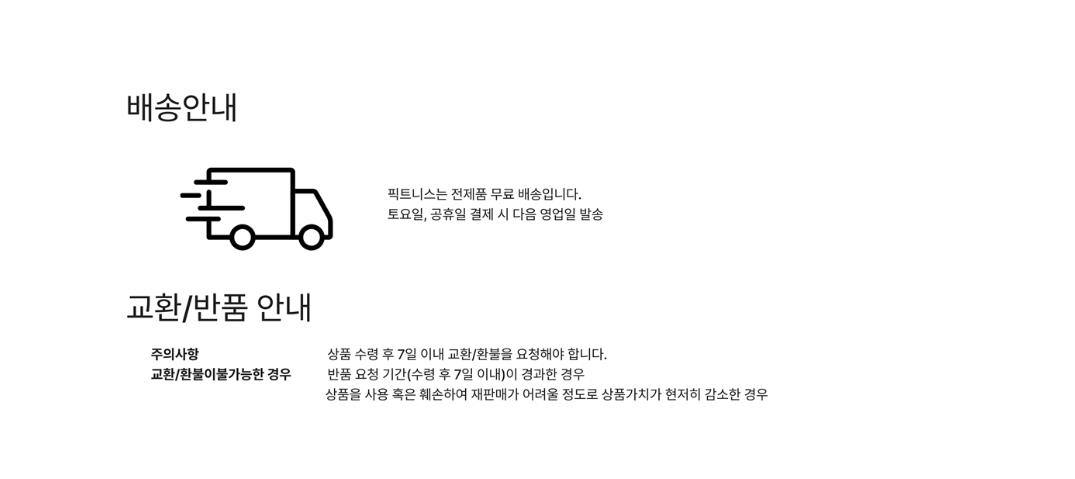 배송안내
픽트니스는 전제품 무료 배송입니다.
토요일, 공휴일 결제 시 다음 영업일 발송
교환/반품 안내
주의사항 상품 수령 후 7일 이내 교환/환불을 요청해야 합니다.
교환/환불이불가능한 경우 반품 요청 기간(수령 후 7일 이내)이 경과한 경우
상품을 사용 혹은 훼손하여 재판매가 어려울 정도로 상품가치가 현저히 감소한 경우